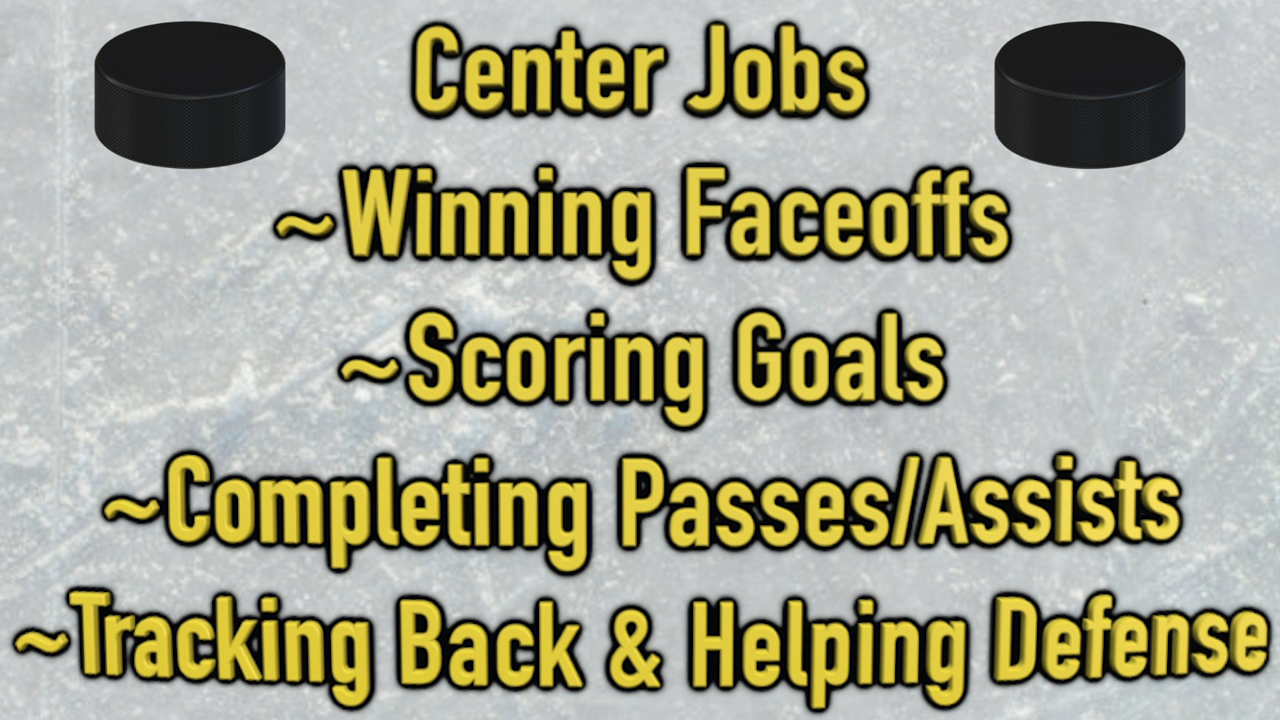 Center Jobs
~Winning Faceoffs
~Scoring Goals
~Completing Passes/Assists
~Tracking Back & Helping Defense